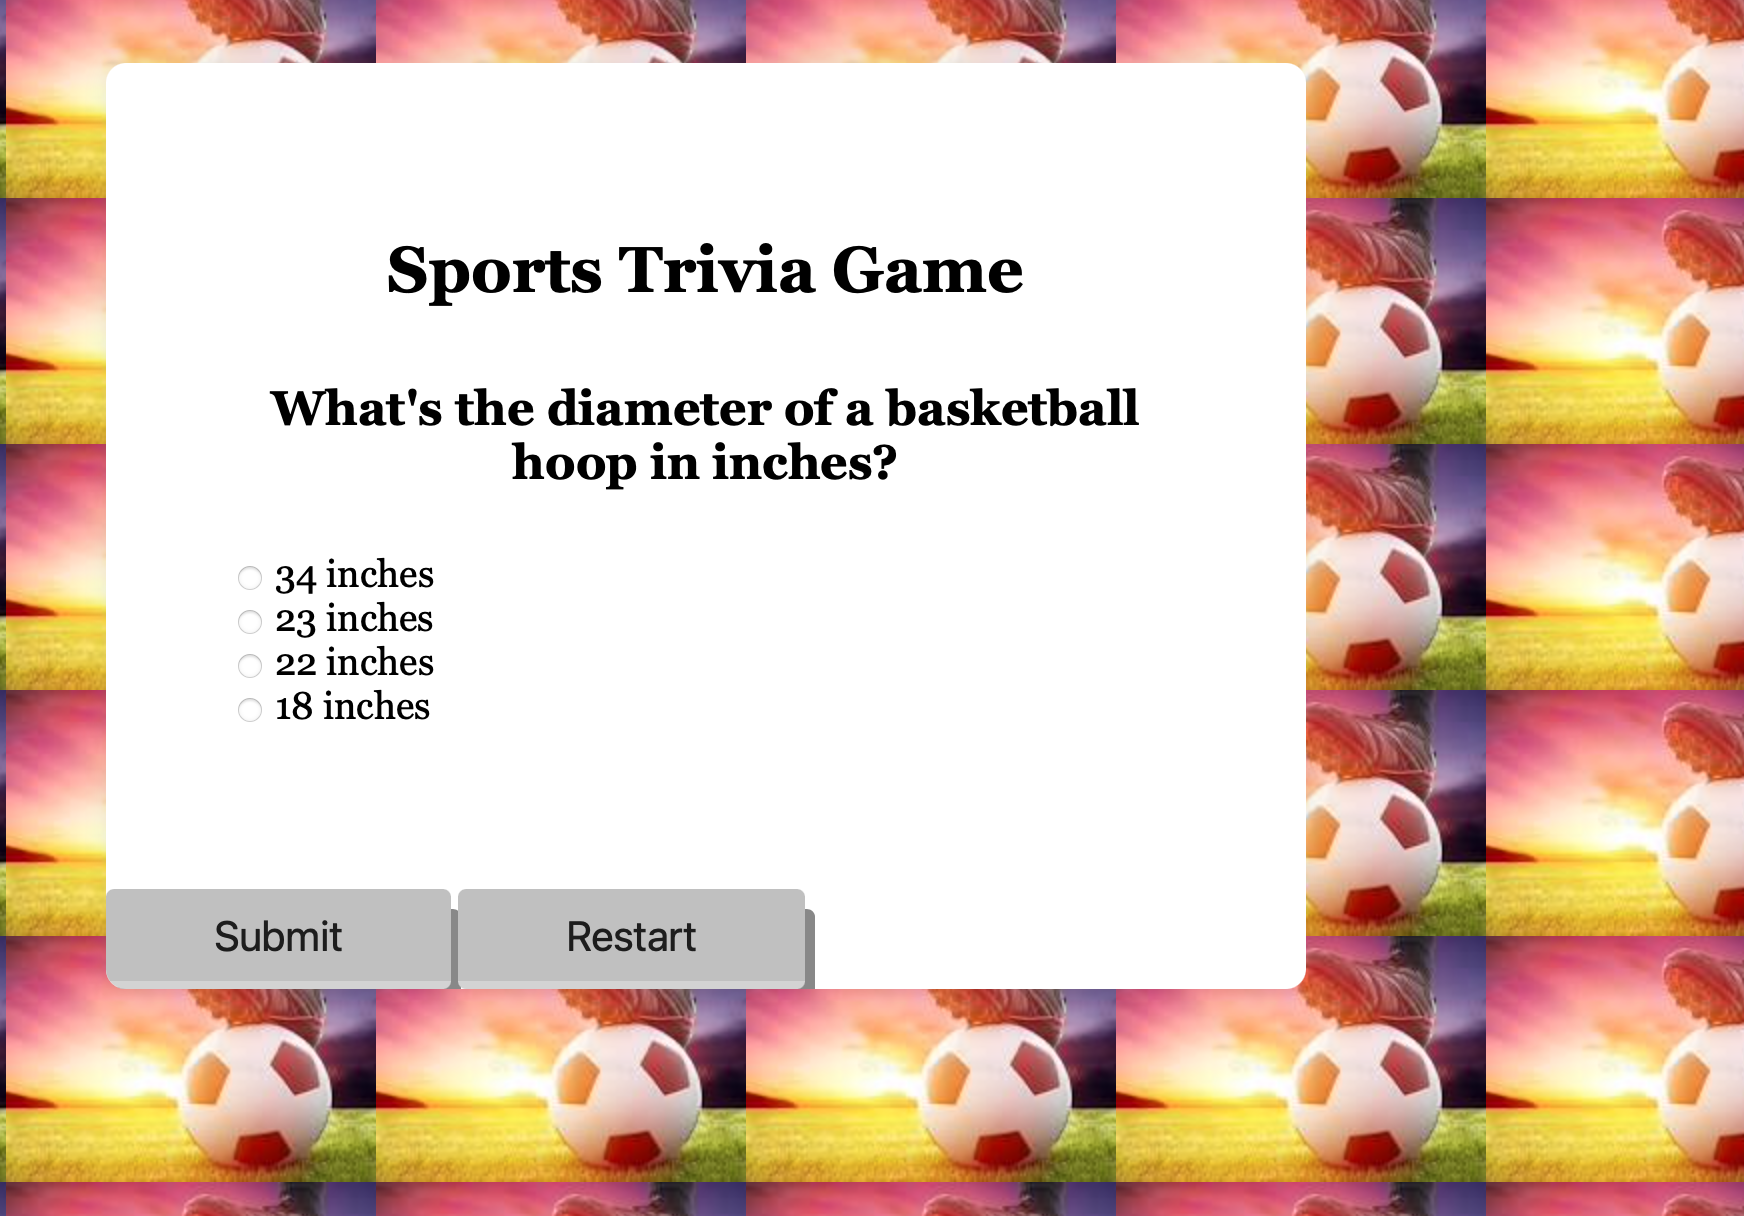 Sports Trivia Game
What's the diameter of a basketball
hoop in inches?
34 inches
23 inches
22 inches
18 inches
Submit
Restart